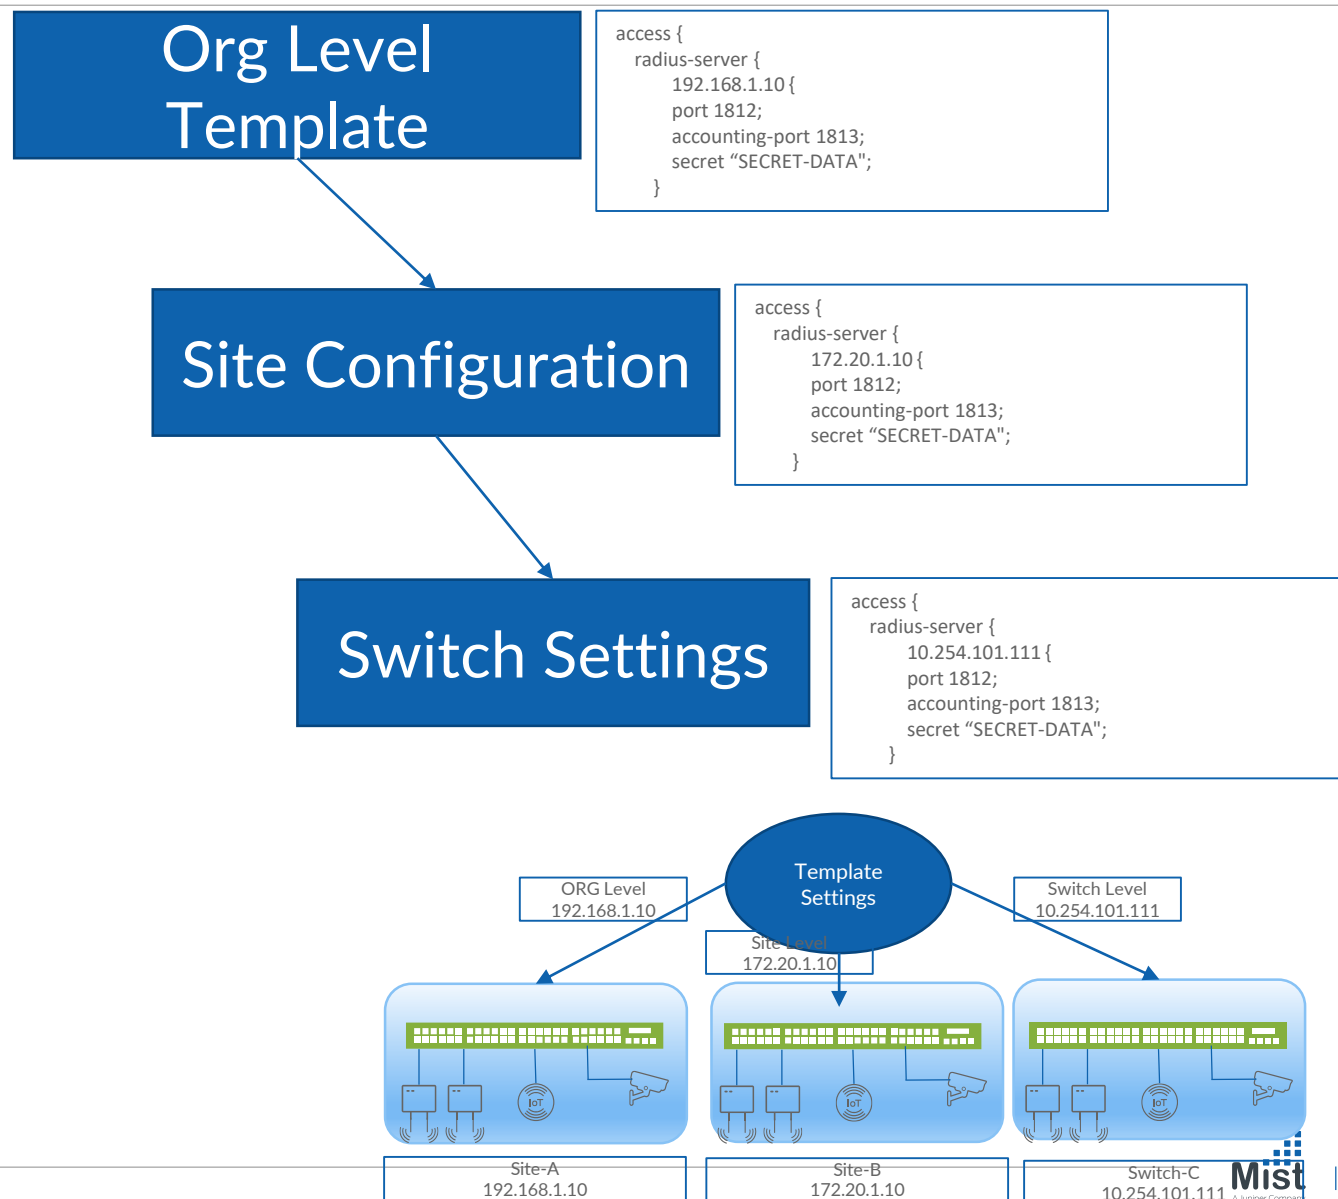 Org Level
Template
access {
radius-server {
192.168.1.10 {
port 1812;
accounting-port 1813;
secret “SECRET-DATA";
}
Site Configuration
access {
radius-server {
172.20.1.10 {
port 1812;
accounting-port 1813;
secret “SECRET-DATA";
}
Switch Settings
access {
radius-server {
10.254.101.111 {
port 1812;
accounting-port 1813;
secret “SECRET-DATA";
}
Template
Settings
ORG Level
192.168.1.10
Site Level
172.20.1.10
Switch Level
10.254.101.111
IoT
IoT
IoT
Site-A
192.168.1.10
Site-B
172.20.1.10
Switch-C
10.254.101.111
Mist
A Juniper Company